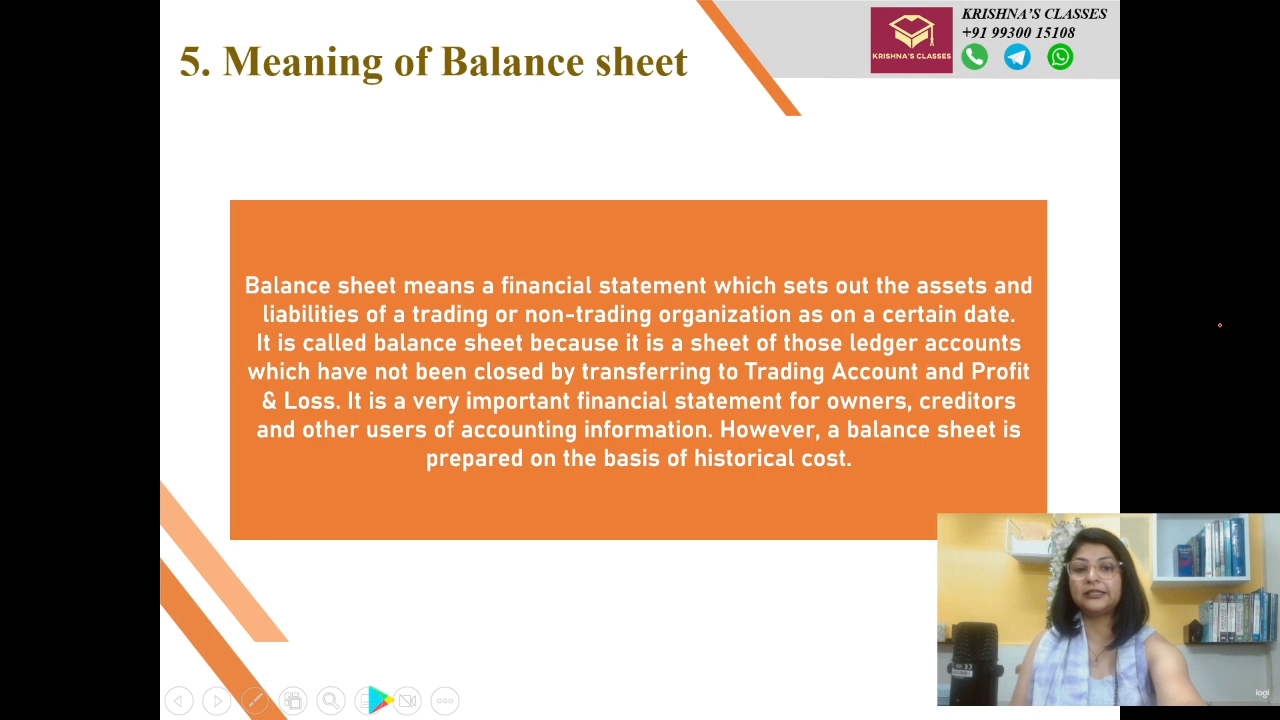 5. Meaning of Balance sheet
KRISHNA'S CLASSES
KRISHNA'S CLASSES
+91 99300 15108
Balance sheet means a financial statement which sets out the assets and
liabilities of a trading or non-trading organization as on a certain date.
It is called balance sheet because it is a sheet of those ledger accounts
which have not been closed by transferring to Trading Account and Profit
& Loss. It is a very important financial statement for owners, creditors
and other users of accounting information. However, a balance sheet is
prepared on the basis of historical cost.
logi